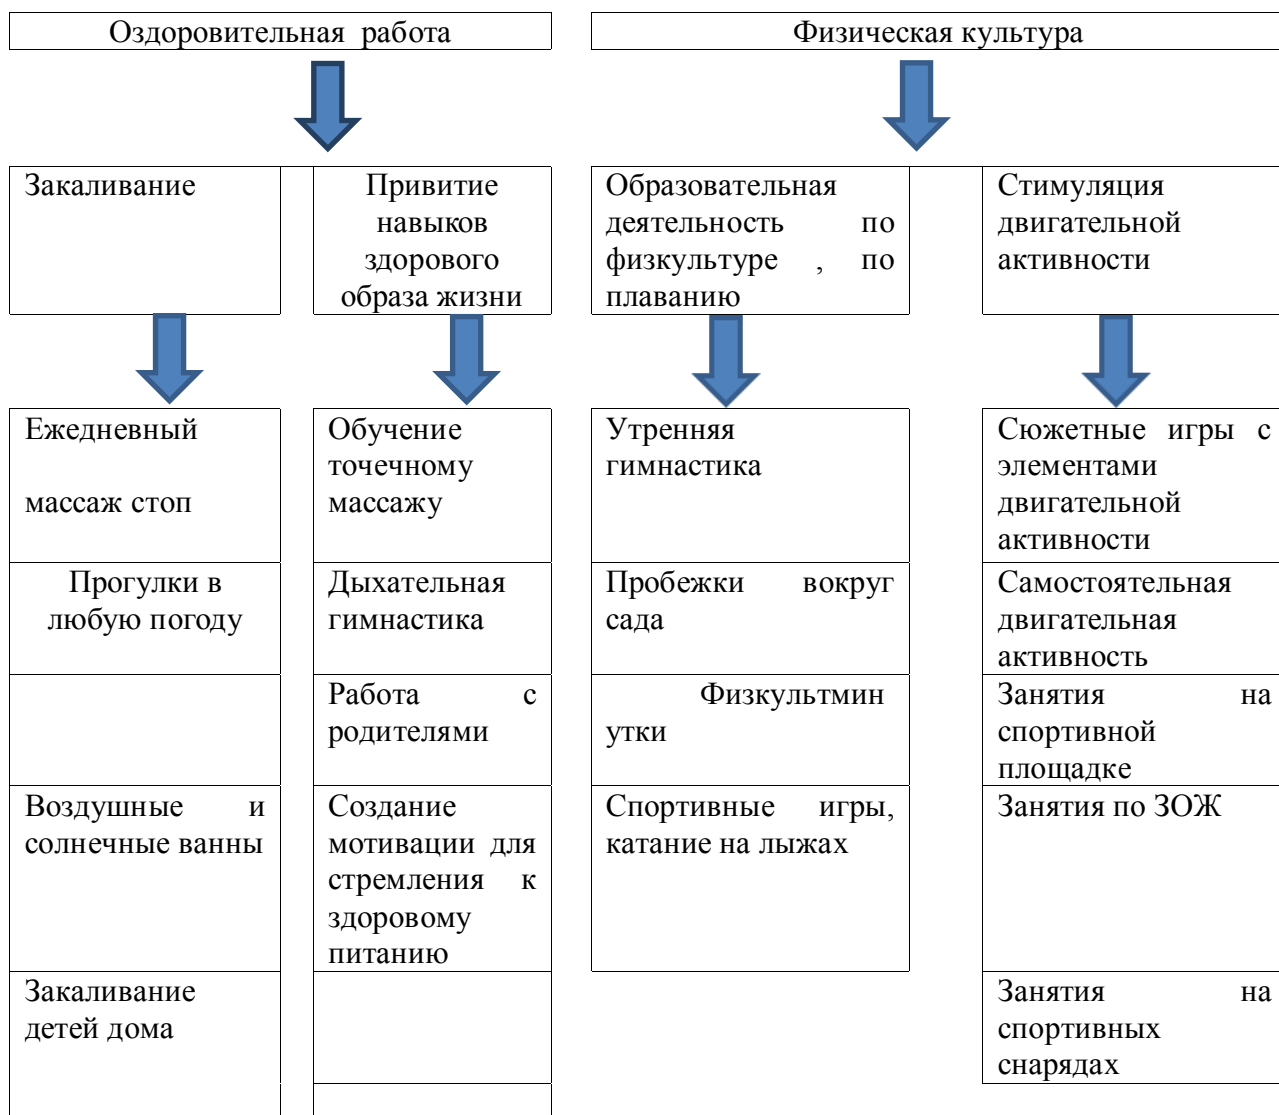 Оздоровительная работа
Физическая культура
Закаливание
Привитие
навыков
здорового
образа жизни
Образовательная
деятельность по
физкультуре , по
плаванию
Стимуляция
двигательной
активности
Ежедневный
массаж стоп
Обучение
точечному
массажу
Утренняя
гимнастика
Сюжетные игры с
элементами
двигательной
активности
Прогулки в
любую погоду
Дыхательная
гимнастика
Пробежки вокруг
сада
Самостоятельная
двигательная
активность
Работа с
родителями
Физкультмин
утки
Занятия на
спортивной
площадке
Воздушные и
солнечные ванны
Создание
мотивации для
стремления к
здоровому
питанию
Спортивные игры,
катание на лыжах
Занятия по ЗОЖ
Закаливание
детей дома
Занятия на
спортивных
снарядах